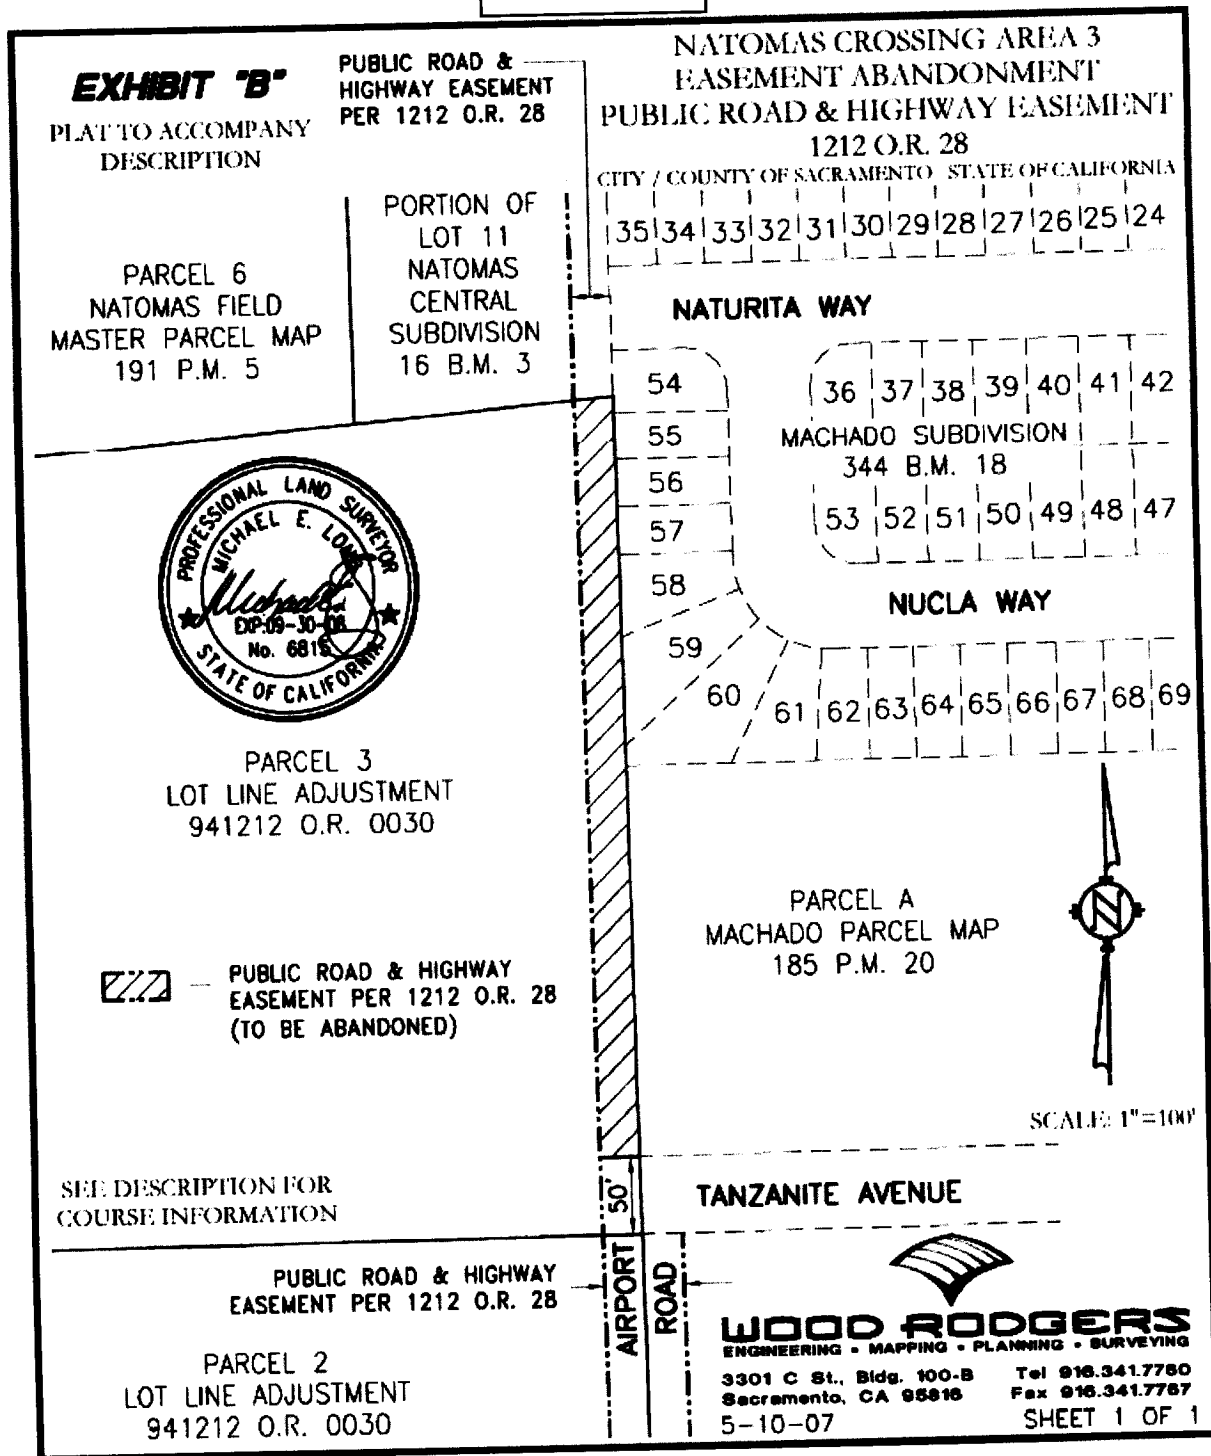 EXHIBIT "B"
PLAT TO ACCOMPANY
DESCRIPTION
PUBLIC ROAD &
HIGHWAY EASEMENT
PER 1212 O.R. 28
NATOMAS CROSSING AREA 3
EASEMENT ABANDONMENT
PUBLIC ROAD & HIGHWAY EASEMENT
1212 O.R. 28
CITY / COUNTY OF SACRAMENTO STATE OF CALIFORNIA
35 34 33 32 31 30 29 28 27 26 25 24
PARCEL 6
NATOMAS FIELD
MASTER PARCEL MAP
191 P.M. 5
PORTION OF
LOT 11
NATOMAS
CENTRAL
SUBDIVISION
16 B.M. 3
NATURITA WAY
54
55
56
57
58
59
60
36 37 38 39 40 41 42
MACHADO SUBDIVISION
344 B.M. 18
53 52 51 50 49 48 47
NUCLA WAY
61 62 63 64 65 66 67 68 69
PROFESSIONAL LAND SURVEYOR
MICHAEL E. LONG
EXP:09-30-08
No. 6815
STATE OF CALIFORNIA
PARCEL 3
LOT LINE ADJUSTMENT
941212 O.R. 0030
PARCEL A
MACHADO PARCEL MAP
185 P.M. 20
N
PUBLIC ROAD & HIGHWAY
EASEMENT PER 1212 O.R. 28
(TO BE ABANDONED)
SCALE: 1"=100'
SEE DESCRIPTION FOR
COURSE INFORMATION
50'
TANZANITE AVENUE
PUBLIC ROAD & HIGHWAY
EASEMENT PER 1212 O.R. 28
AIRPORT
ROAD
PARCEL 2
LOT LINE ADJUSTMENT
941212 O.R. 0030
WOOD RODGERS
ENGINEERING • MAPPING • PLANNING • SURVEYING
3301 C St., Bldg. 100-B Tel 916.341.7760
Sacramento, CA 95816 Fax 916.341.7767
5-10-07
SHEET 1 OF 1